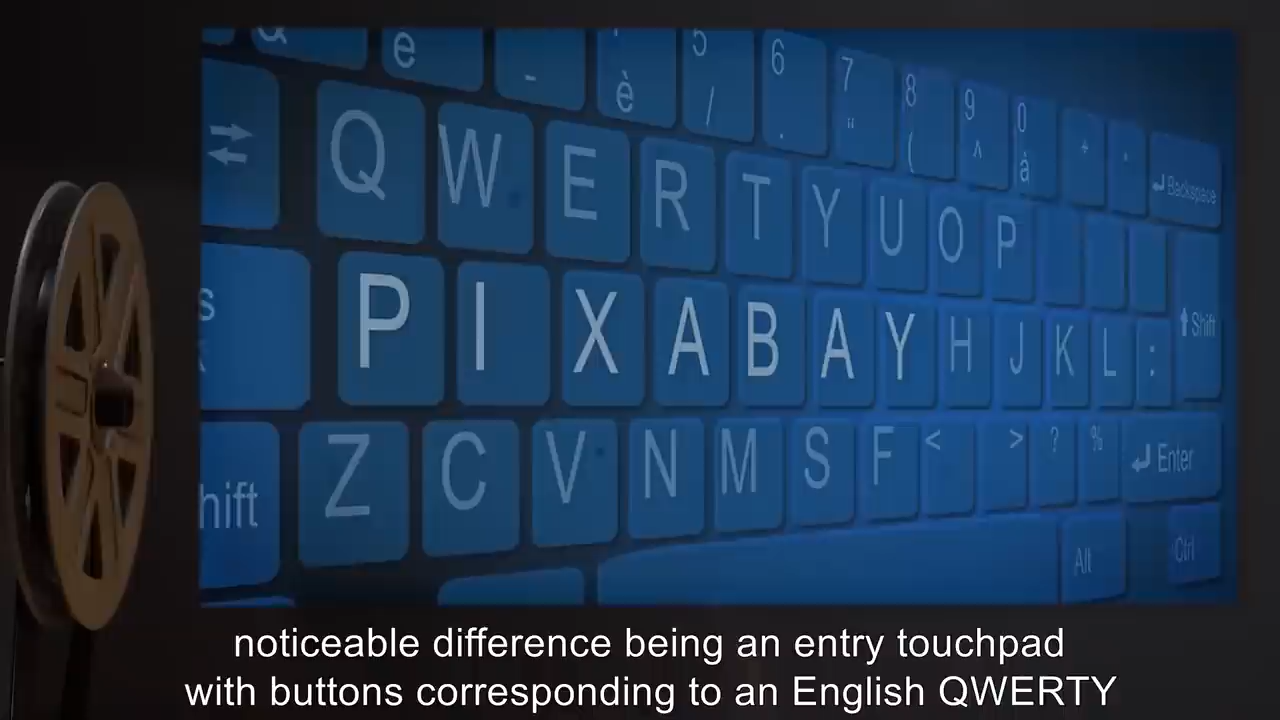 e - è 5 / 6 . 7 " 8 ( 9 ^ 0 à + Backspace
Q W E R T Y U O P
P I X A B A Y H J K L : Shift
Z C V N M S F < > ? % Enter
hift
Alt Ctrl
noticeable difference being an entry touchpad
with buttons corresponding to an English QWERTY